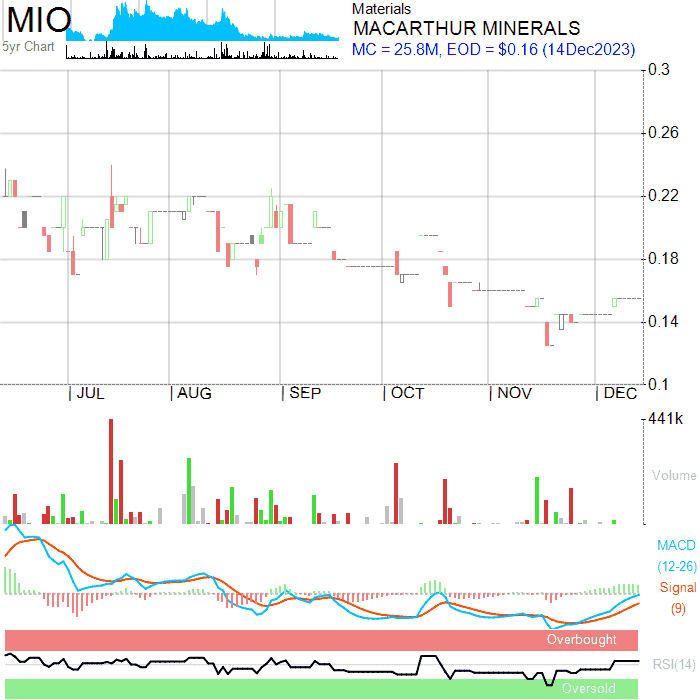 MIO
5yr Chart
Materials
MACARTHUR MINERALS
MC = 25.8M, EOD = $0.16 (14Dec2023)
0.3
0.26
0.22
0.18
0.14
0.1
JUL AUG SEP OCT NOV DEC
441k
Volume
MACD
(12-26)
Signal
(9)
Overbought
RSI(14)
Oversold